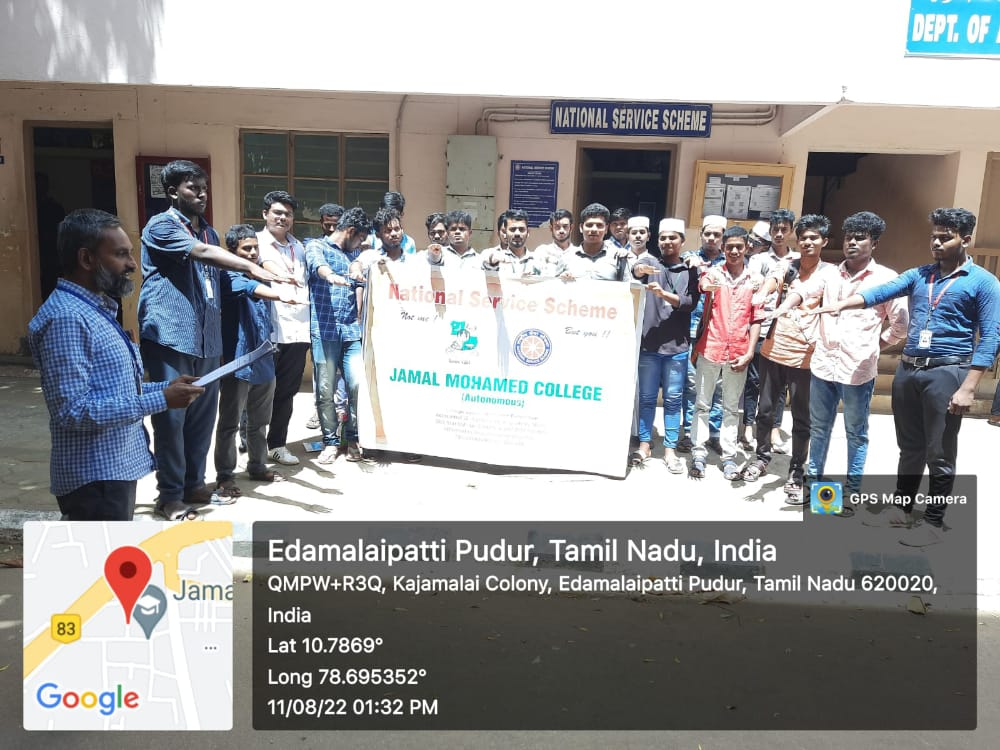 DEPT. OF
NATIONAL SERVICE SCHEME
National Service Scheme
Not me !
But you !!
JAMAL MOHAMED COLLEGE
(Autonomous)
GPS Map Camera
Edamalaipatti Pudur, Tamil Nadu, India
QMPW+R3Q, Kajamalai Colony, Edamalaipatti Pudur, Tamil Nadu 620020,
India
Lat 10.7869°
Long 78.695352°
11/08/22 01:32 PM
Jama
83
Google